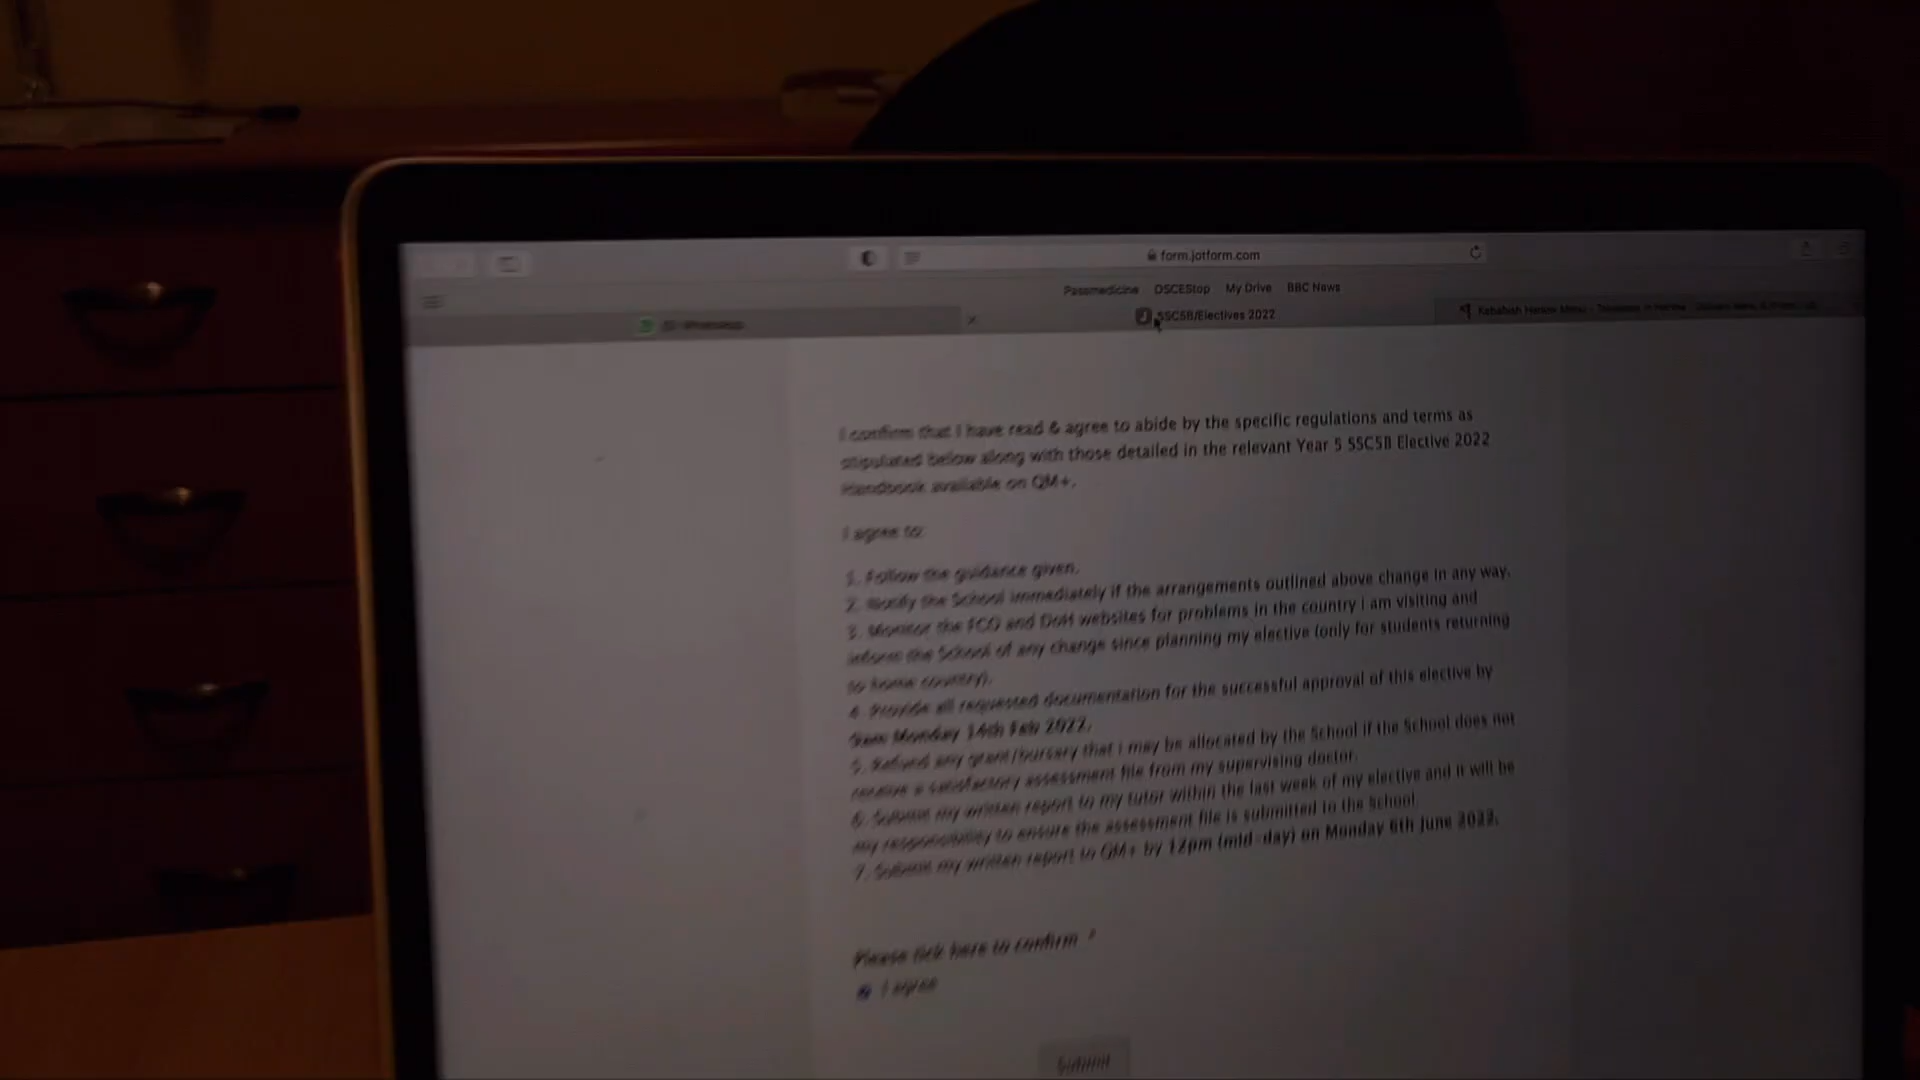 form.jotform.com
Passmedicine OSCEStop My Drive BBC News
WhatsApp
SSC5B/Electives 2022
Kebabish Harlow Menu - Takeaway in Harlow
I confirm that I have read & agree to abide by the specific regulations and terms as
stipulated below along with those detailed in the relevant Year 5 SSC5B Elective 2022
Handbook available on QM+.
I agree to:
1. Follow the guidance given.
2. Notify the School immediately if the arrangements outlined above change in any way.
3. Monitor the FCO and DoH websites for problems in the country I am visiting and
inform the School of any change since planning my elective (only for students returning
to home country).
4. Provide all requested documentation for the successful approval of this elective by
from Monday 14th Feb 2022.
5. Refund any grant/bursary that I may be allocated by the School if the School does not
receive a satisfactory assessment file from my supervising doctor.
6. Submit my written report to my tutor within the last week of my elective and it will be
my responsibility to ensure the assessment file is submitted to the School.
7. Submit my written report to QM+ by 12pm (mid-day) on Monday 6th June 2022.
Please tick here to confirm *
I agree
Submit